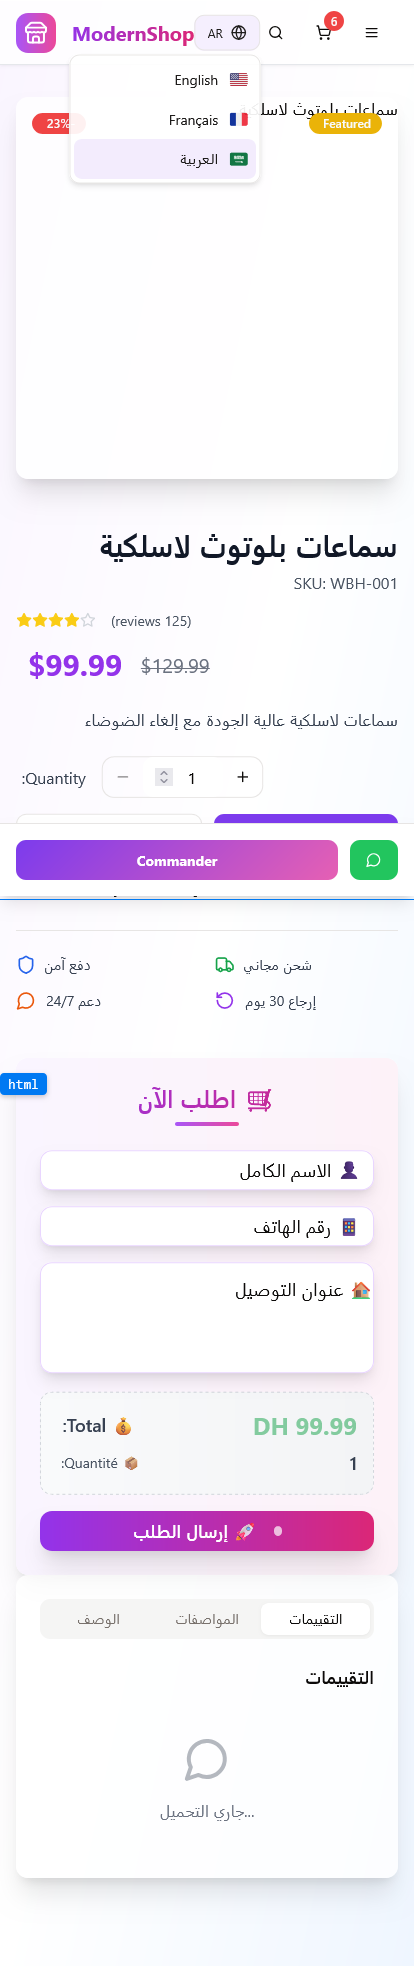 ModernShop
AR
6
English
Français
العربية
سماعات بلوتوث لاسلكية
23%
Featured
سماعات بلوتوث لاسلكية
SKU: WBH-001
(reviews 125)
$99.99 $129.99
سماعات لاسلكية عالية الجودة مع إلغاء الضوضاء
:Quantity
1
Commander
دفع آمن
شحن مجاني
دعم 24/7
إرجاع 30 يوم
html
اطلب الآن
الاسم الكامل
رقم الهاتف
عنوان التوصيل
:Total
DH 99.99
:Quantité
1
إرسال الطلب
التقييمات
المواصفات
الوصف
التقييمات
جاري التحميل...